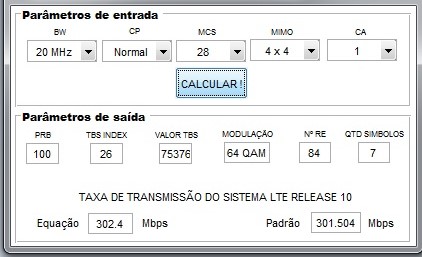 Parâmetros de entrada
BW CP MCS MIMO CA
20 MHz Normal 28 4 x 4 1
CALCULAR !
Parâmetros de saída
PRB TBS INDEX VALOR TBS MODULAÇÃO Nº RE QTD SIMBOLOS
100 26 75376 64 QAM 84 7
TAXA DE TRANSMISSÃO DO SISTEMA LTE RELEASE 10
Equação 302.4 Mbps Padrão 301.504 Mbps